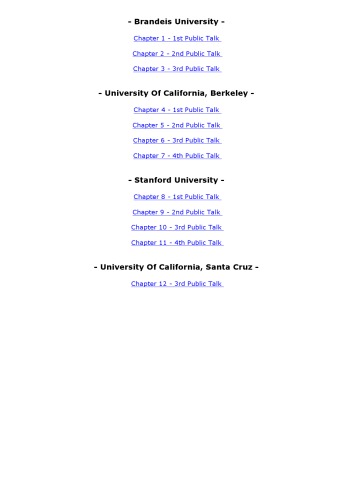 – Brandeis University –
Chapter 1 - 1st Public Talk
Chapter 2 - 2nd Public Talk
Chapter 3 - 3rd Public Talk
– University Of California, Berkeley –
Chapter 4 - 1st Public Talk
Chapter 5 - 2nd Public Talk
Chapter 6 - 3rd Public Talk
Chapter 7 - 4th Public Talk
– Stanford University –
Chapter 8 - 1st Public Talk
Chapter 9 - 2nd Public Talk
Chapter 10 - 3rd Public Talk
Chapter 11 - 4th Public Talk
– University Of California, Santa Cruz –
Chapter 12 - 3rd Public Talk